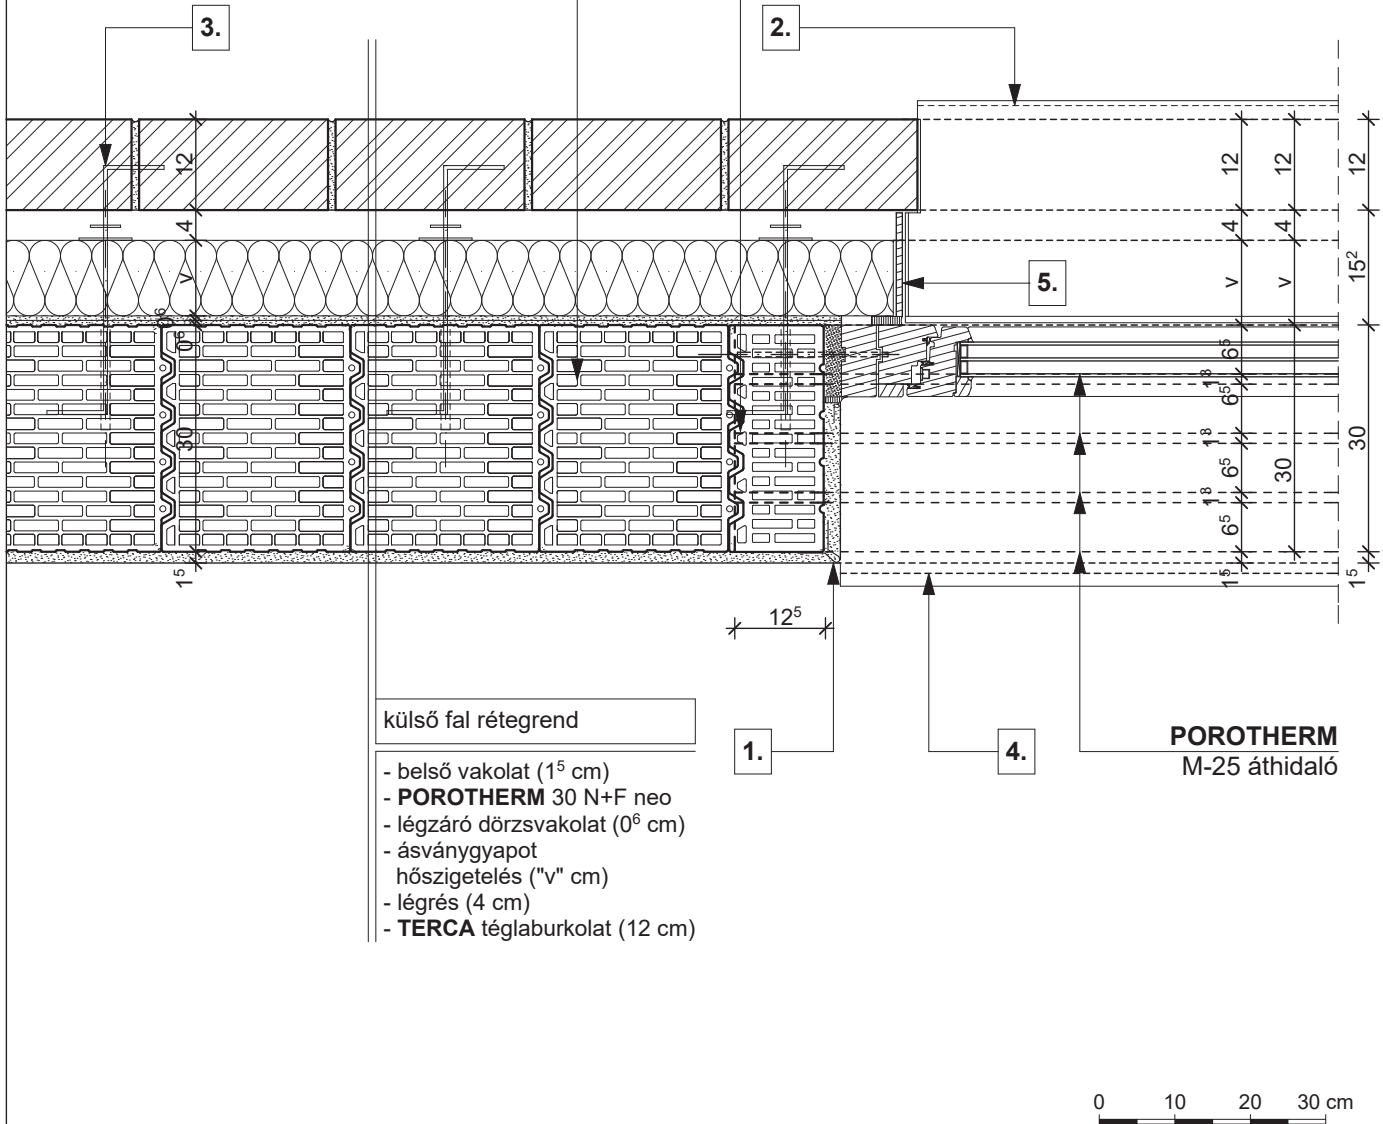 3.
2.
12
12
12
12
4
4
4
v
v
v
15²
5.
0⁶
0⁶
6⁵
1⁸
6⁵
1⁸
6⁵
1⁸
6⁵
30
30
30
1⁵
1⁵
1⁵
12⁵
külső fal rétegrend
- belső vakolat (1⁵ cm)
- POROTHERM 30 N+F neo
- légzáró dörzsvakolat (0⁶ cm)
- ásványgyapot
hőszigetelés ("v" cm)
- légrés (4 cm)
- TERCA téglaburkolat (12 cm)
1.
4.
POROTHERM
M-25 áthidaló
0 10 20 30 cm